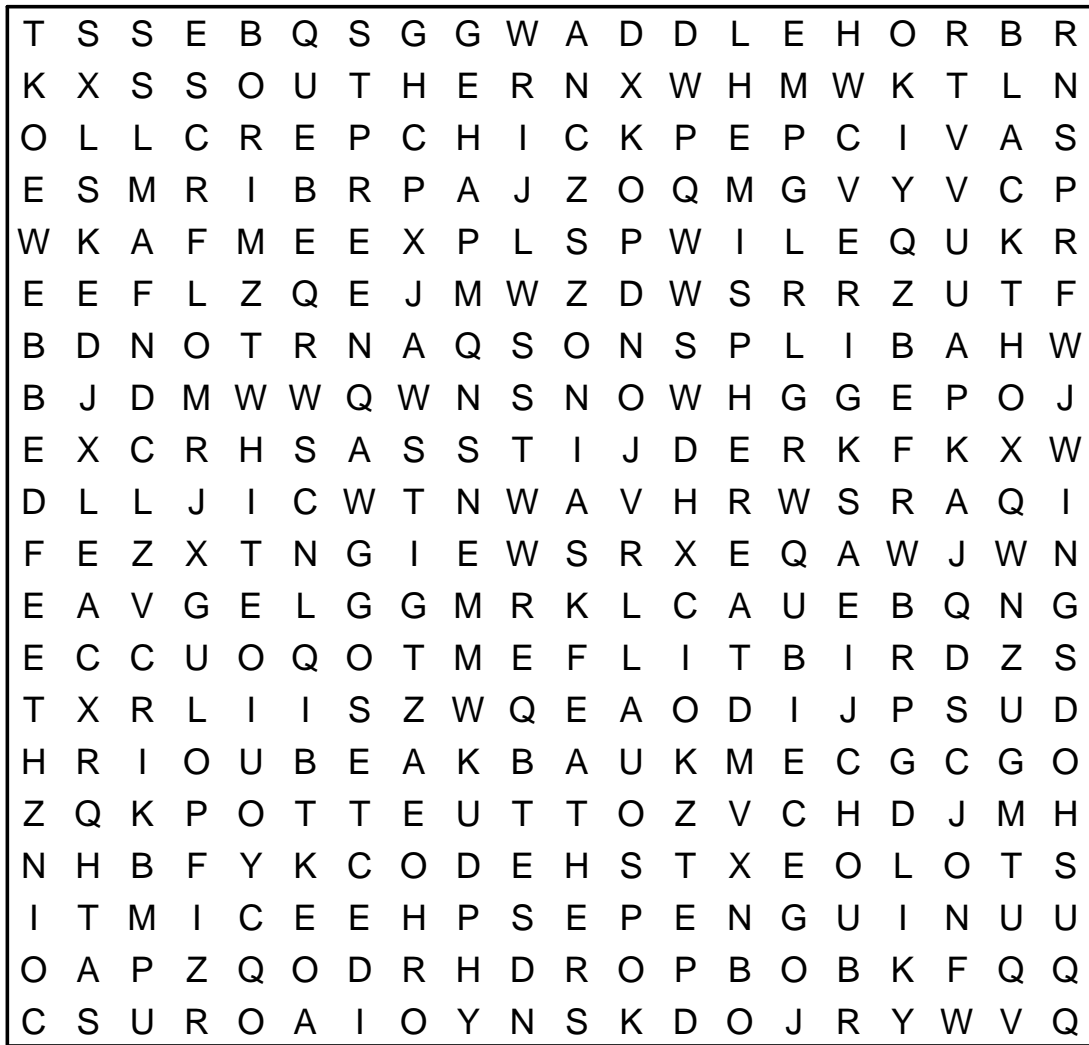 T S S E B Q S G G W A D D L E H O R B R
K X S S O U T H E R N X W H M W K T L N
O L L C R E P C H I C K P E P C I V A S
E S M R I B R P A J Z O Q M G V Y V C P
W K A F M E E X P L S P W I L E Q U K R
E E F L Z Q E J M W Z D W S R R Z U T F
B D N O T R N A Q S O N S P L I B A H W
B J D M W W Q W N S N O W H G G E P O J
E X C R H S A S S T I J D E R K F K X W
D L L J I C W T N W A V H R W S R A Q I
F E Z X T N G I E W S R X E Q A W J W N
E A V G E L G G M R K L C A U E B Q N G
E C C U O Q O T M E F L I T B I R D Z S
T X R L I I S Z W Q E A O D I J P S U D
H R I O U B E A K B A U K M E C G C G O
Z Q K P O T T E U T T O Z V C H D J M H
N H B F Y K C O D E H S T X E O L O T S
I T M I C E E H P S E P E N G U I N U U
O A P Z Q O D R H D R O P B O B K F Q Q
C S U R O A I O Y N S K D O J R Y W V Q